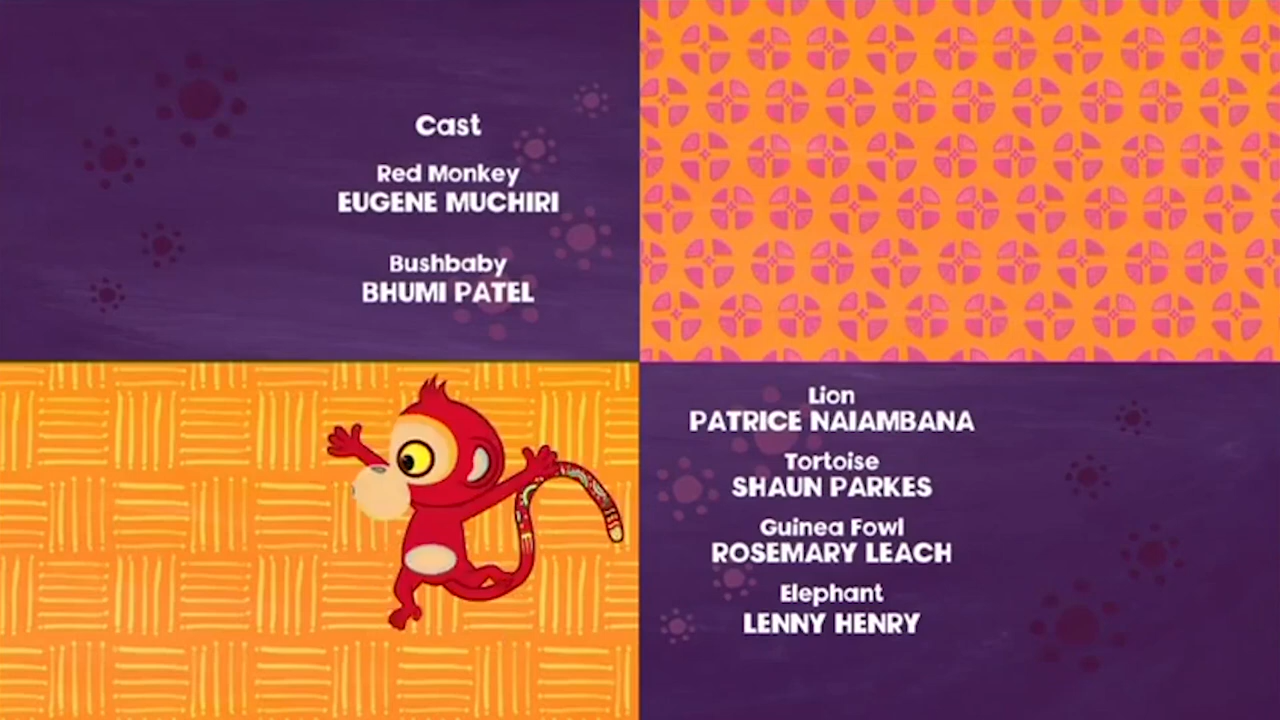 Cast
Red Monkey
EUGENE MUCHIRI
Bushbaby
BHUMI PATEL
Lion
PATRICE NAIAMBANA
Tortoise
SHAUN PARKES
Guinea Fowl
ROSEMARY LEACH
Elephant
LENNY HENRY